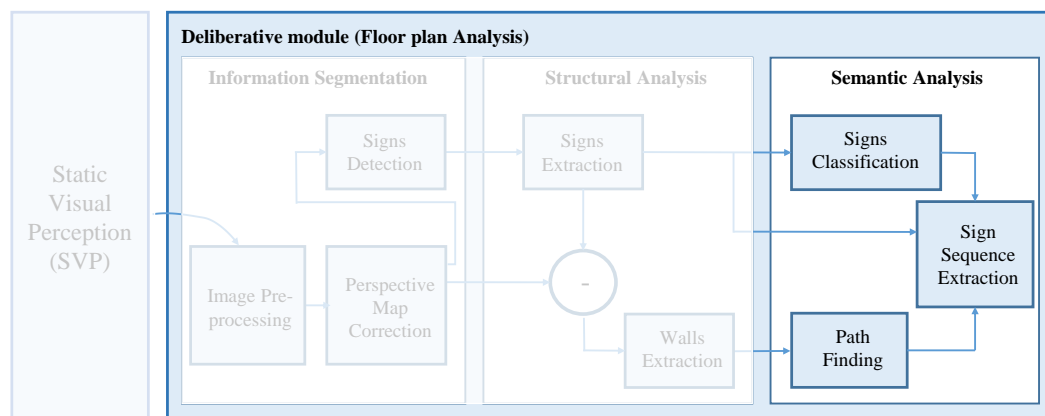 Deliberative module (Floor plan Analysis)
Static
Visual
Perception
(SVP)
Information Segmentation
Signs
Detection
Image Pre-
processing
Perspective
Map
Correction
Structural Analysis
Signs
Extraction
-
Walls
Extraction
Semantic Analysis
Signs
Classification
Sign
Sequence
Extraction
Path
Finding